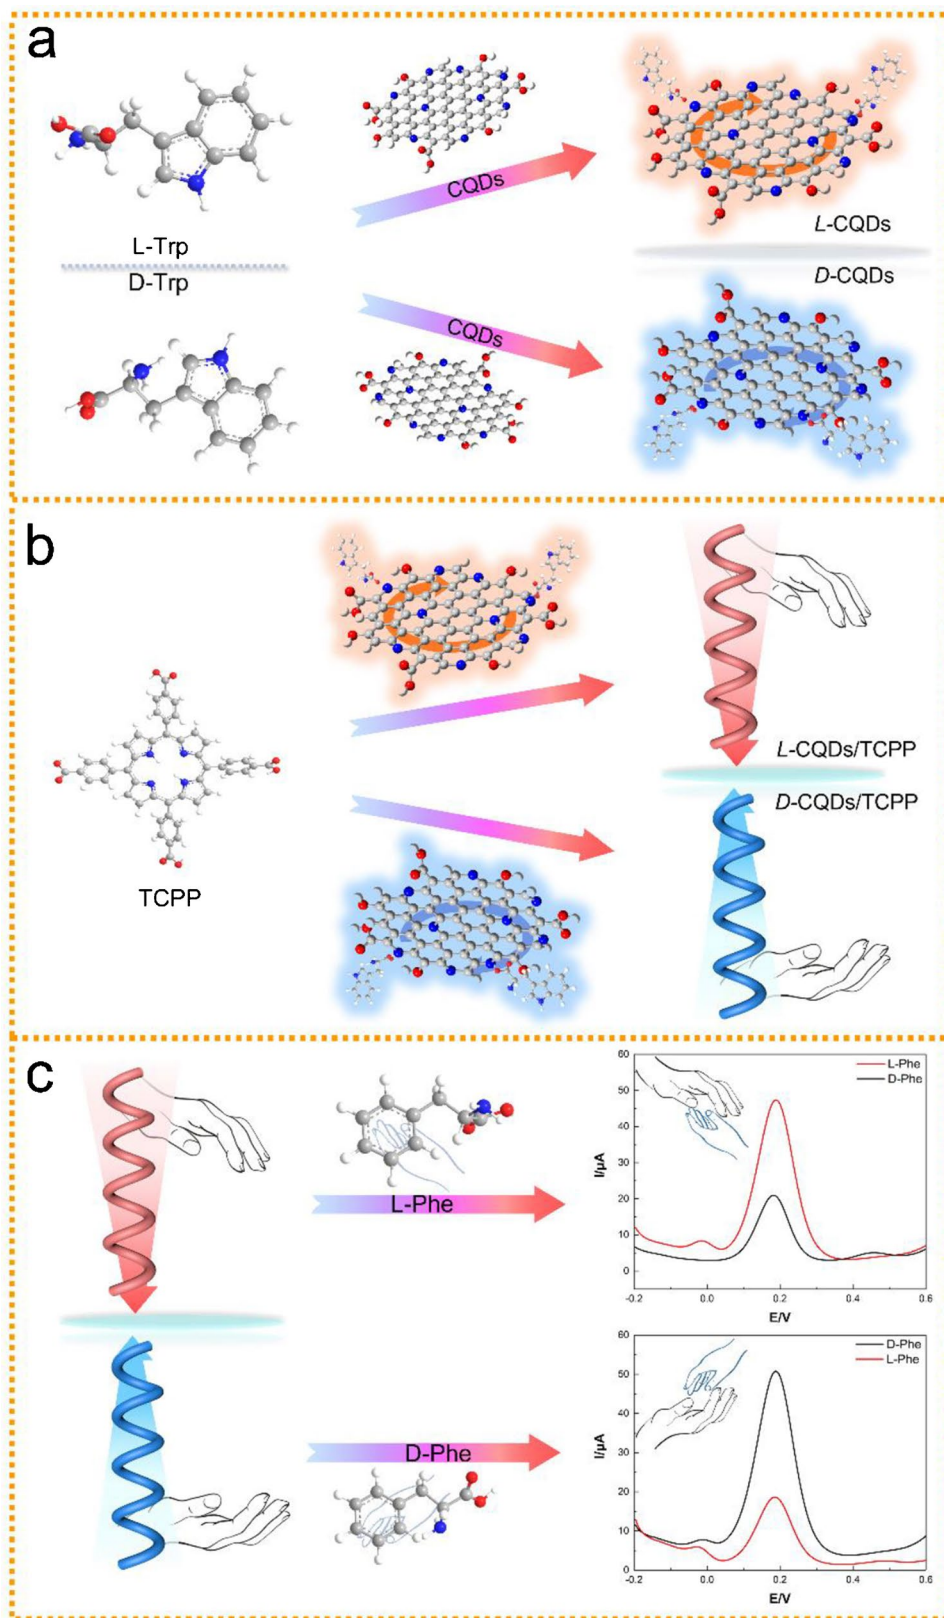 a
L-Trp
D-Trp
CQDs
CQDs
L-CQDs
D-CQDs
b
TCPP
L-CQDs/TCPP
D-CQDs/TCPP
c
L-Phe
D-Phe
60
50
40
30
20
10
0
I/μA
-0.2 0.0 0.2 0.4 0.6
E/V
L-Phe
D-Phe
60
50
40
30
20
10
0
I/μA
-0.2 0.0 0.2 0.4 0.6
E/V
D-Phe
L-Phe